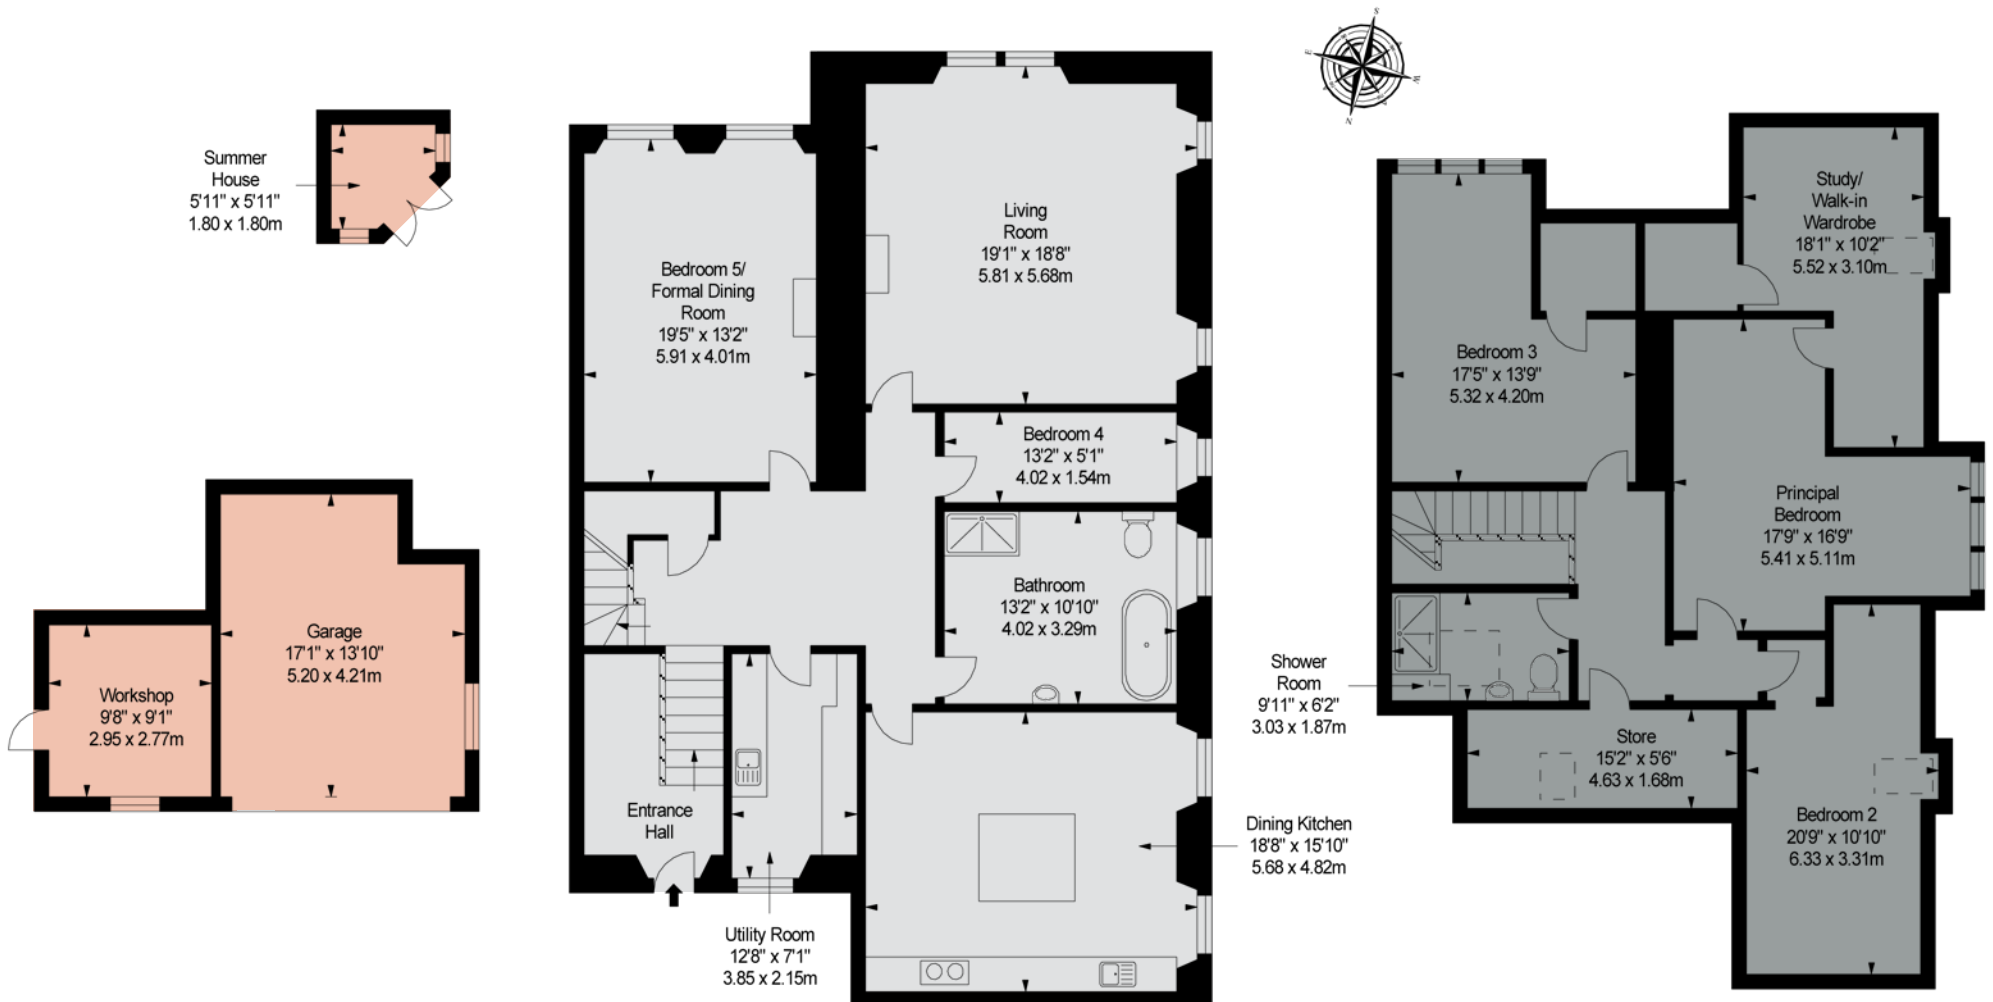 S
E
W
N
Summer
House
5'11" x 5'11"
1.80 x 1.80m
Garage
17'1" x 13'10"
5.20 x 4.21m
Workshop
9'8" x 9'1"
2.95 x 2.77m
Bedroom 5/
Formal Dining
Room
19'5" x 13'2"
5.91 x 4.01m
Living
Room
19'1" x 18'8"
5.81 x 5.68m
Bedroom 4
13'2" x 5'1"
4.02 x 1.54m
Bathroom
13'2" x 10'10"
4.02 x 3.29m
Entrance
Hall
Utility Room
12'8" x 7'1"
3.85 x 2.15m
Dining Kitchen
18'8" x 15'10"
5.68 x 4.82m
Study/
Walk-in
Wardrobe
18'1" x 10'2"
5.52 x 3.10m
Bedroom 3
17'5" x 13'9"
5.32 x 4.20m
Principal
Bedroom
17'9" x 16'9"
5.41 x 5.11m
Shower
Room
9'11" x 6'2"
3.03 x 1.87m
Store
15'2" x 5'6"
4.63 x 1.68m
Bedroom 2
20'9" x 10'10"
6.33 x 3.31m